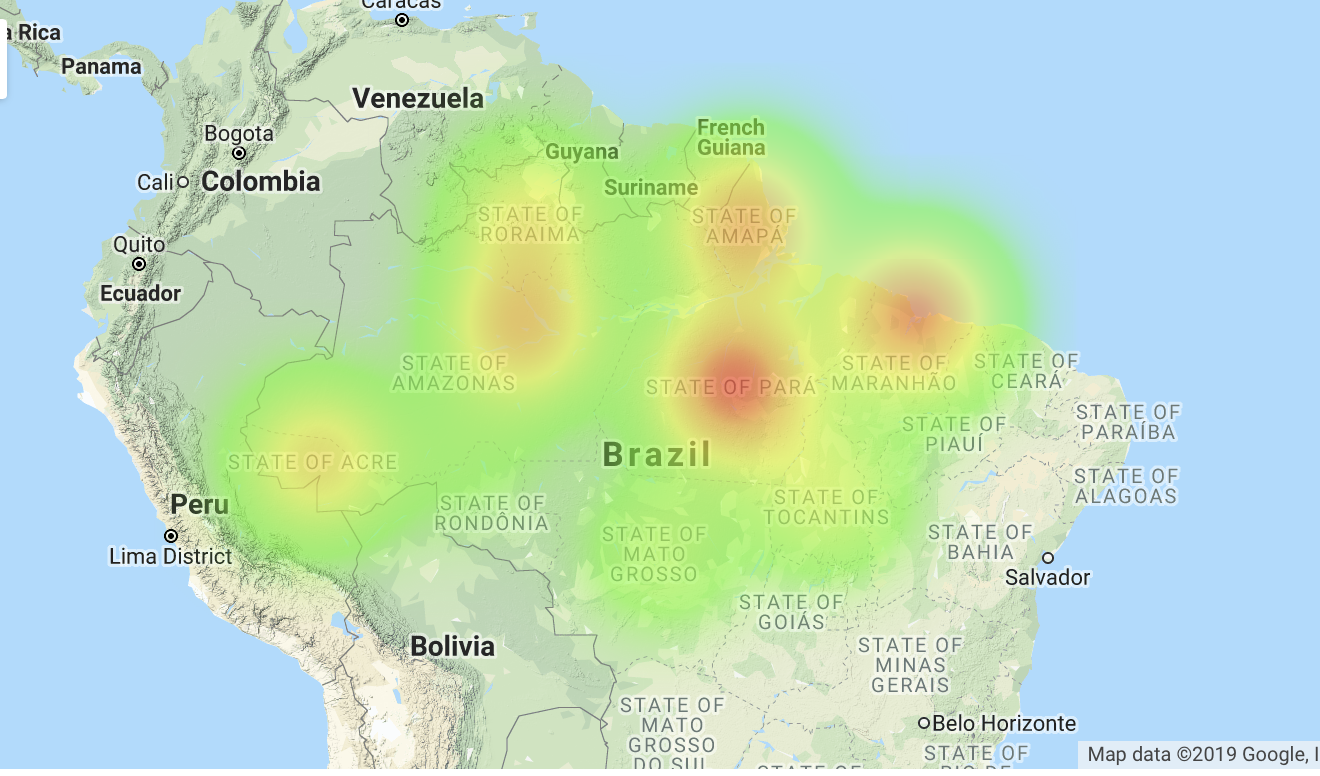 Caracas
a Rica
Panama
Venezuela
Bogota
French
Guiana
Guyana
Cali
Colombia
Suriname
STATE OF
RORAIMA
STATE OF
AMAPÁ
Quito
Ecuador
STATE OF
AMAZONAS
STATE OF PARÁ
STATE OF
MARANHÃO
STATE OF
CEARÁ
STATE OF
PARAÍBA
STATE OF
PIAUÍ
Brazil
STATE OF ACRE
STATE OF
ALAGOAS
Peru
STATE OF
RONDÔNIA
STATE OF
TOCANTINS
Lima District
STATE OF
MATO
GROSSO
STATE OF
BAHIA
Salvador
STATE OF
GOIÁS
Bolivia
STATE OF
MINAS
GERAIS
STATE OF
MATO
GROSSO
DO SUL
Belo Horizonte
STATE OF
RIO DE
STATE OF
Map data ©2019 Google, I